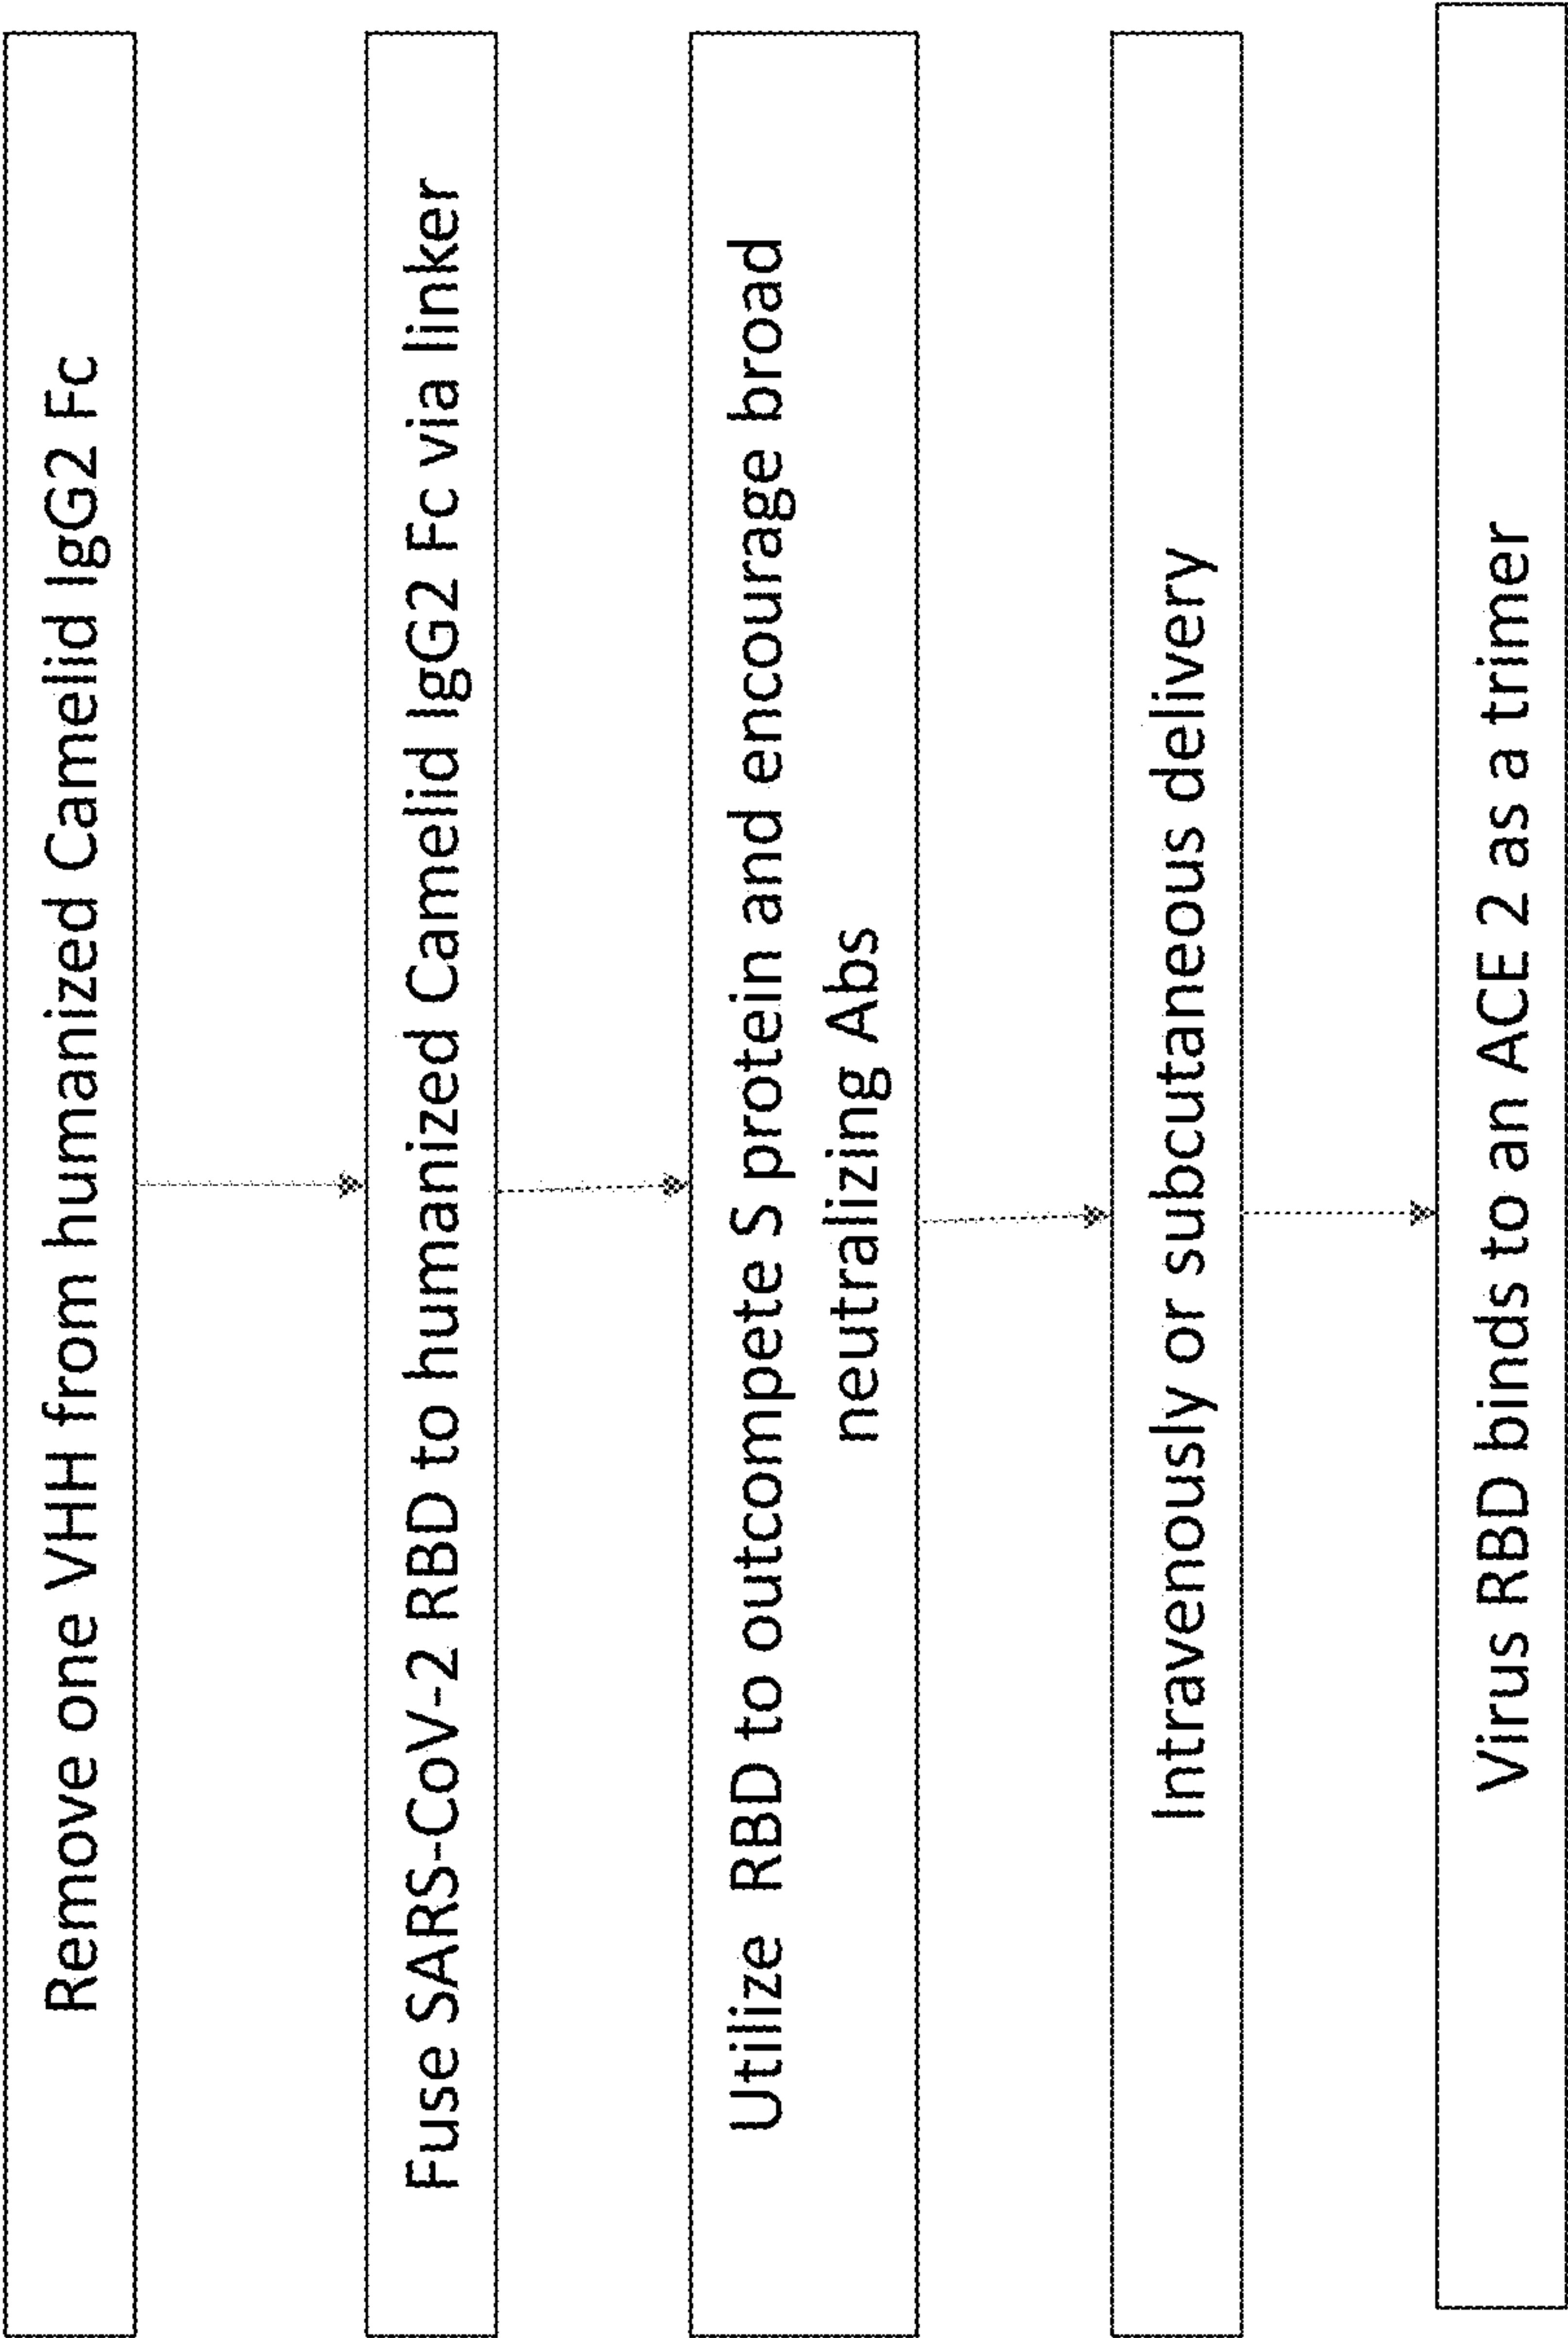 Remove one VHH from humanized Camelid IgG2 Fc
Fuse SARS-CoV-2 RBD to humanized Camelid IgG2 Fc via linker
Utilize RBD to outcompete S protein and encourage broad
neutralizing Abs
Intravenously or subcutaneous delivery
Virus RBD binds to an ACE 2 as a trimer